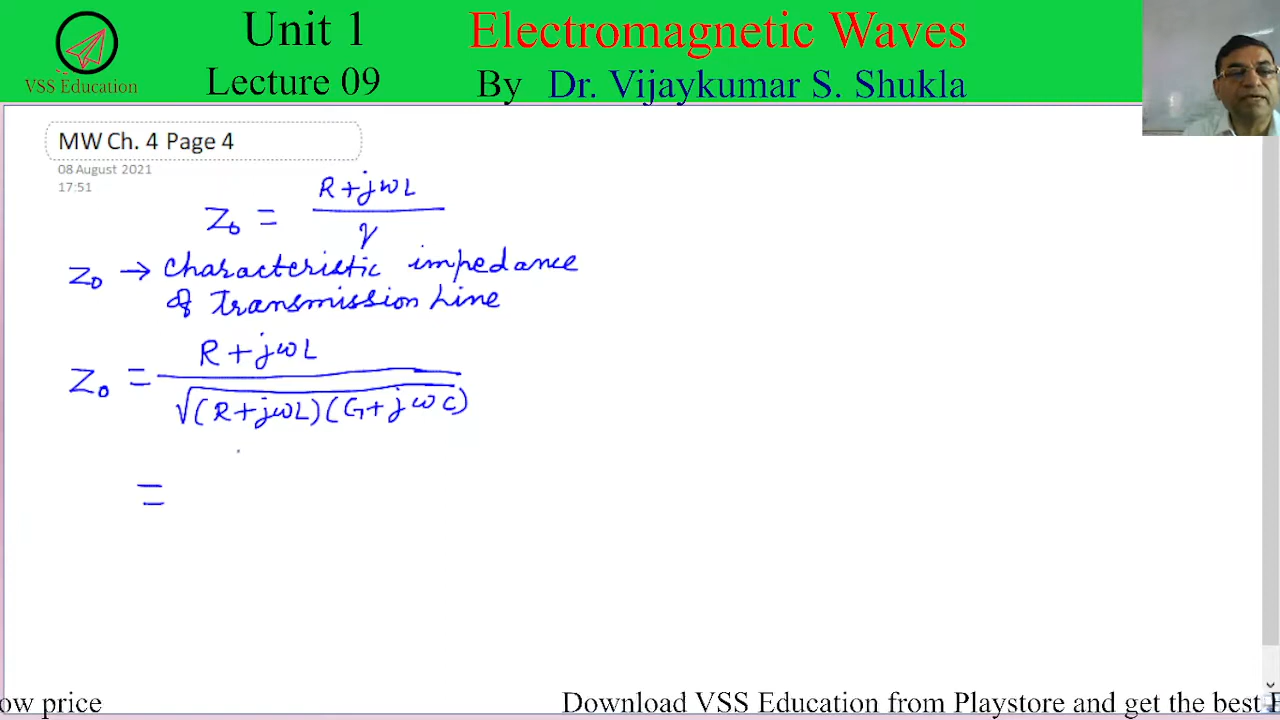 Unit 1
Electromagnetic Waves
VSS Education
Lecture 09
By Dr. Vijaykumar S. Shukla
MW Ch. 4 Page 4
08 August 2021
17:51
Z₀ = (R+jωL) / γ
Z₀ → characteristic impedance
of Transmission Line
Z₀ = (R+jωL) / √(R+jωL)(G+jωC)
=
ow price
Download VSS Education from Playstore and get the best